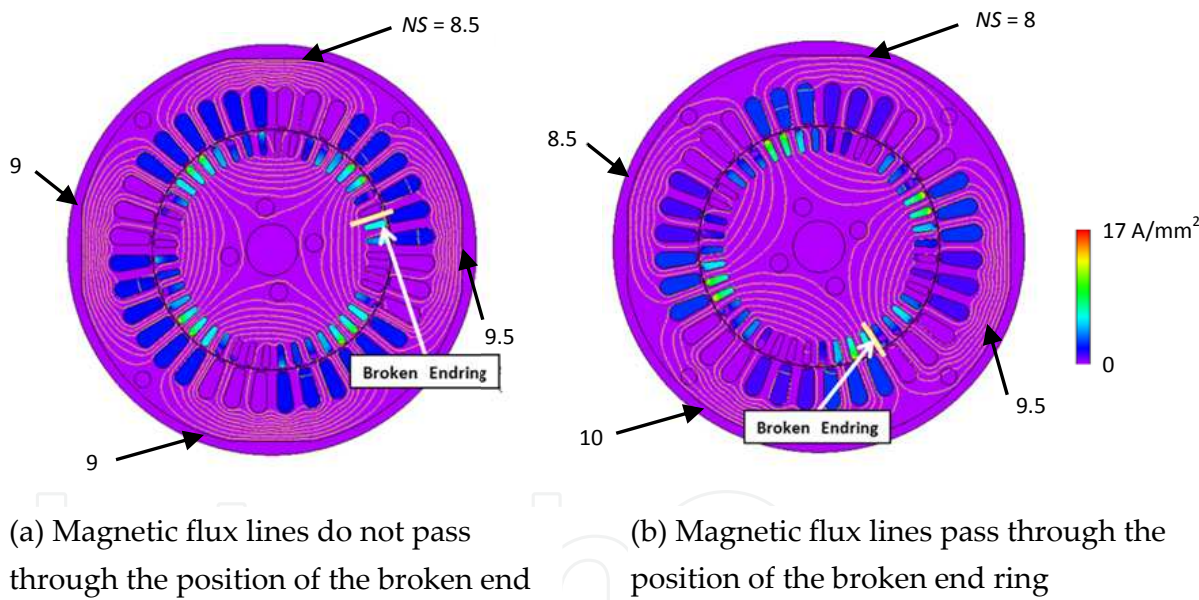 NS = 8.5
NS = 8
9
8.5
17 A/mm²
0
9.5
Broken Endring
9
9.5
Broken Endring
10
(a) Magnetic flux lines do not pass
through the position of the broken end
(b) Magnetic flux lines pass through the
position of the broken end ring